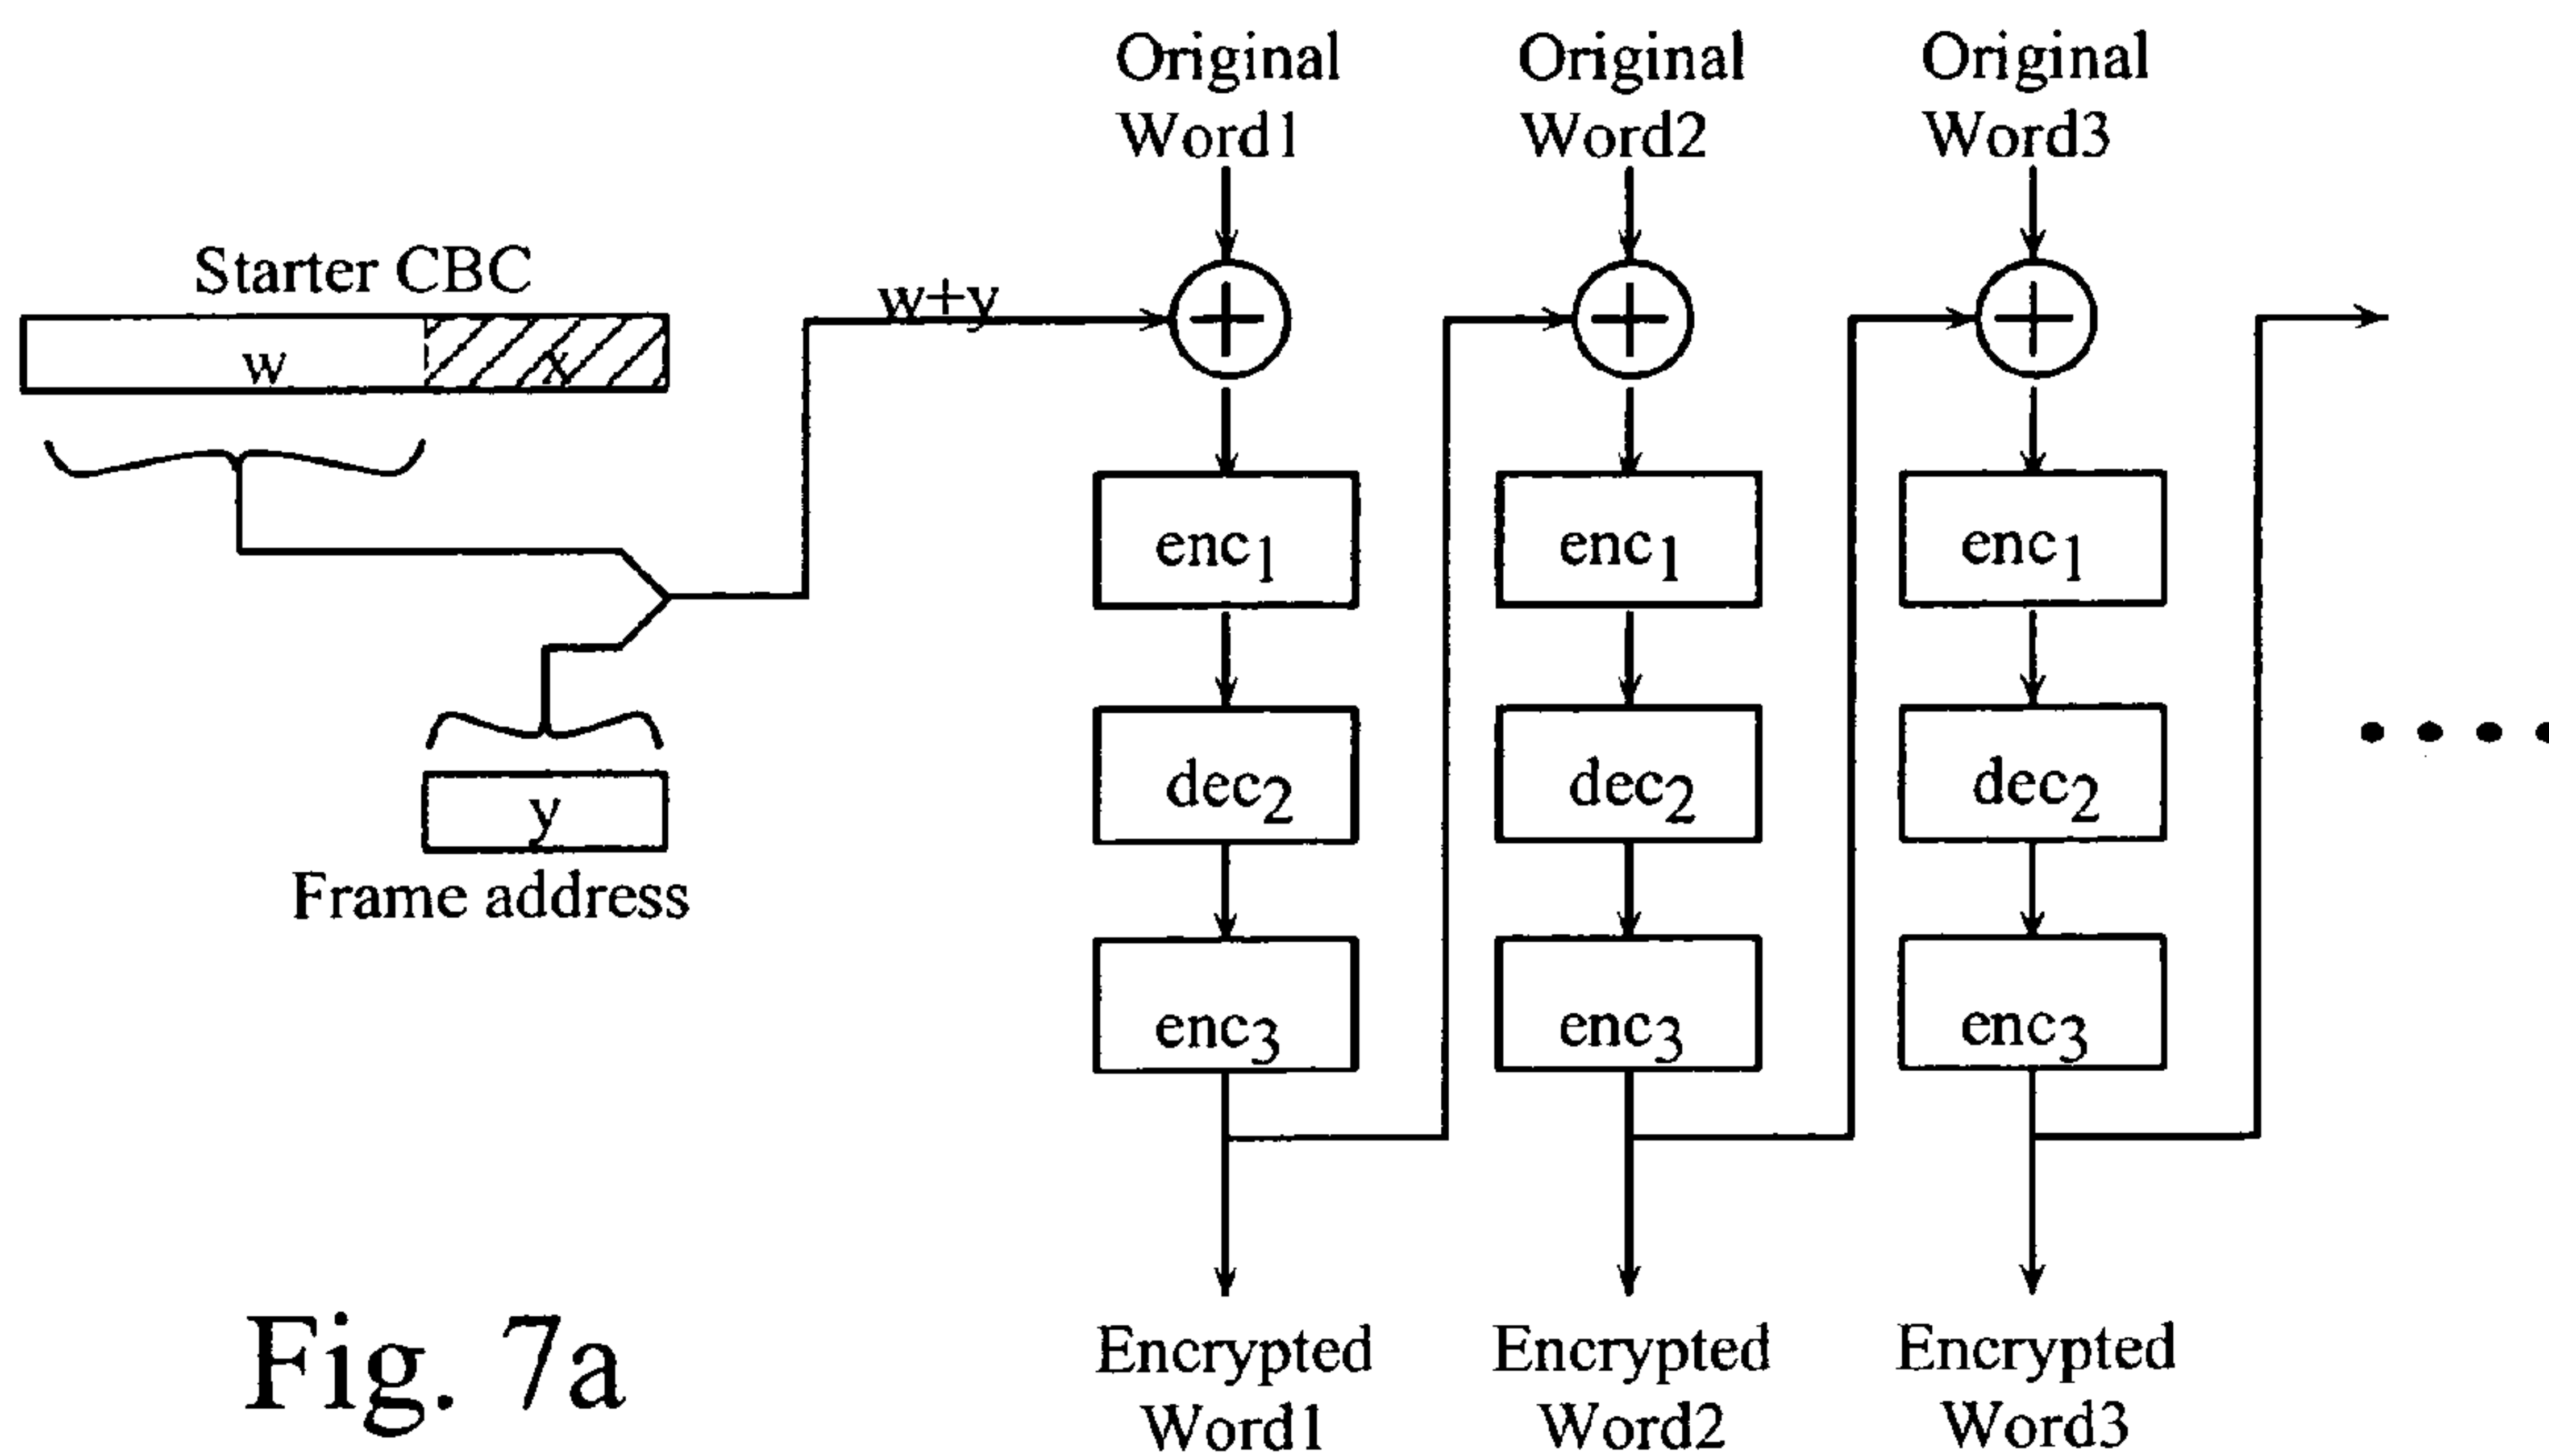 Original
Word1
Original
Word2
Original
Word3
Starter CBC
w
x
w+y
y
Frame address
enc1
dec2
enc3
enc1
dec2
enc3
enc1
dec2
enc3
Encrypted
Word1
Encrypted
Word2
Encrypted
Word3
Fig. 7a